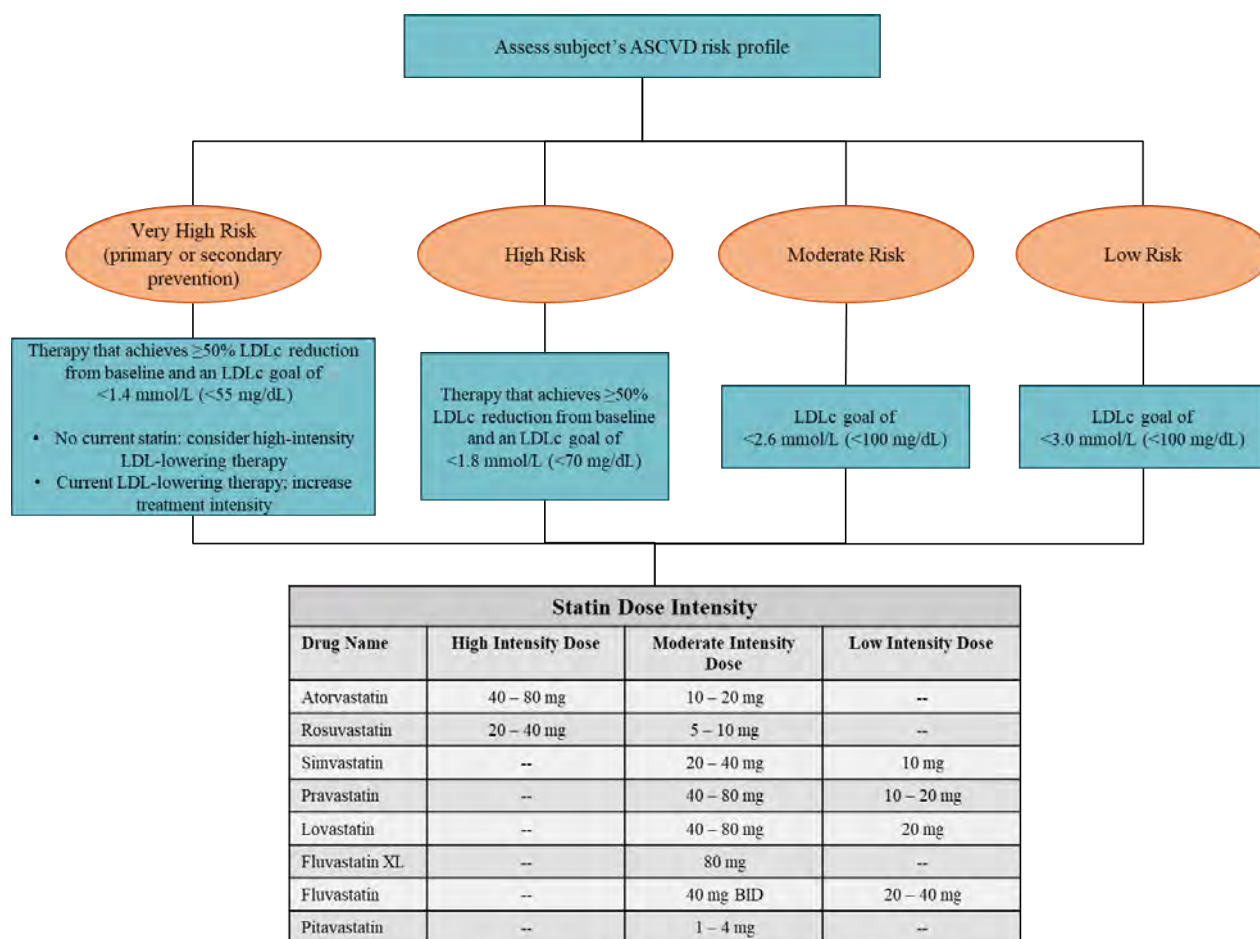 Assess subject's ASCVD risk profile
Very High Risk
(primary or secondary
prevention)
High Risk
Moderate Risk
Low Risk
Therapy that achieves ≥50% LDLc reduction
from baseline and an LDLc goal of
<1.4 mmol/L (<55 mg/dL)
• No current statin: consider high-intensity
LDL-lowering therapy
• Current LDL-lowering therapy; increase
treatment intensity
Therapy that achieves ≥50%
LDLc reduction from baseline
and an LDLc goal of
<1.8 mmol/L (<70 mg/dL)
LDLc goal of
<2.6 mmol/L (<100 mg/dL)
LDLc goal of
<3.0 mmol/L (<100 mg/dL)
Statin Dose Intensity
Drug Name High Intensity Dose Moderate Intensity Dose Low Intensity Dose
Atorvastatin 40 – 80 mg 10 – 20 mg --
Rosuvastatin 20 – 40 mg 5 – 10 mg --
Simvastatin -- 20 – 40 mg 10 mg
Pravastatin -- 40 – 80 mg 10 – 20 mg
Lovastatin -- 40 – 80 mg 20 mg
Fluvastatin XL -- 80 mg --
Fluvastatin -- 40 mg BID 20 – 40 mg
Pitavastatin -- 1 – 4 mg --